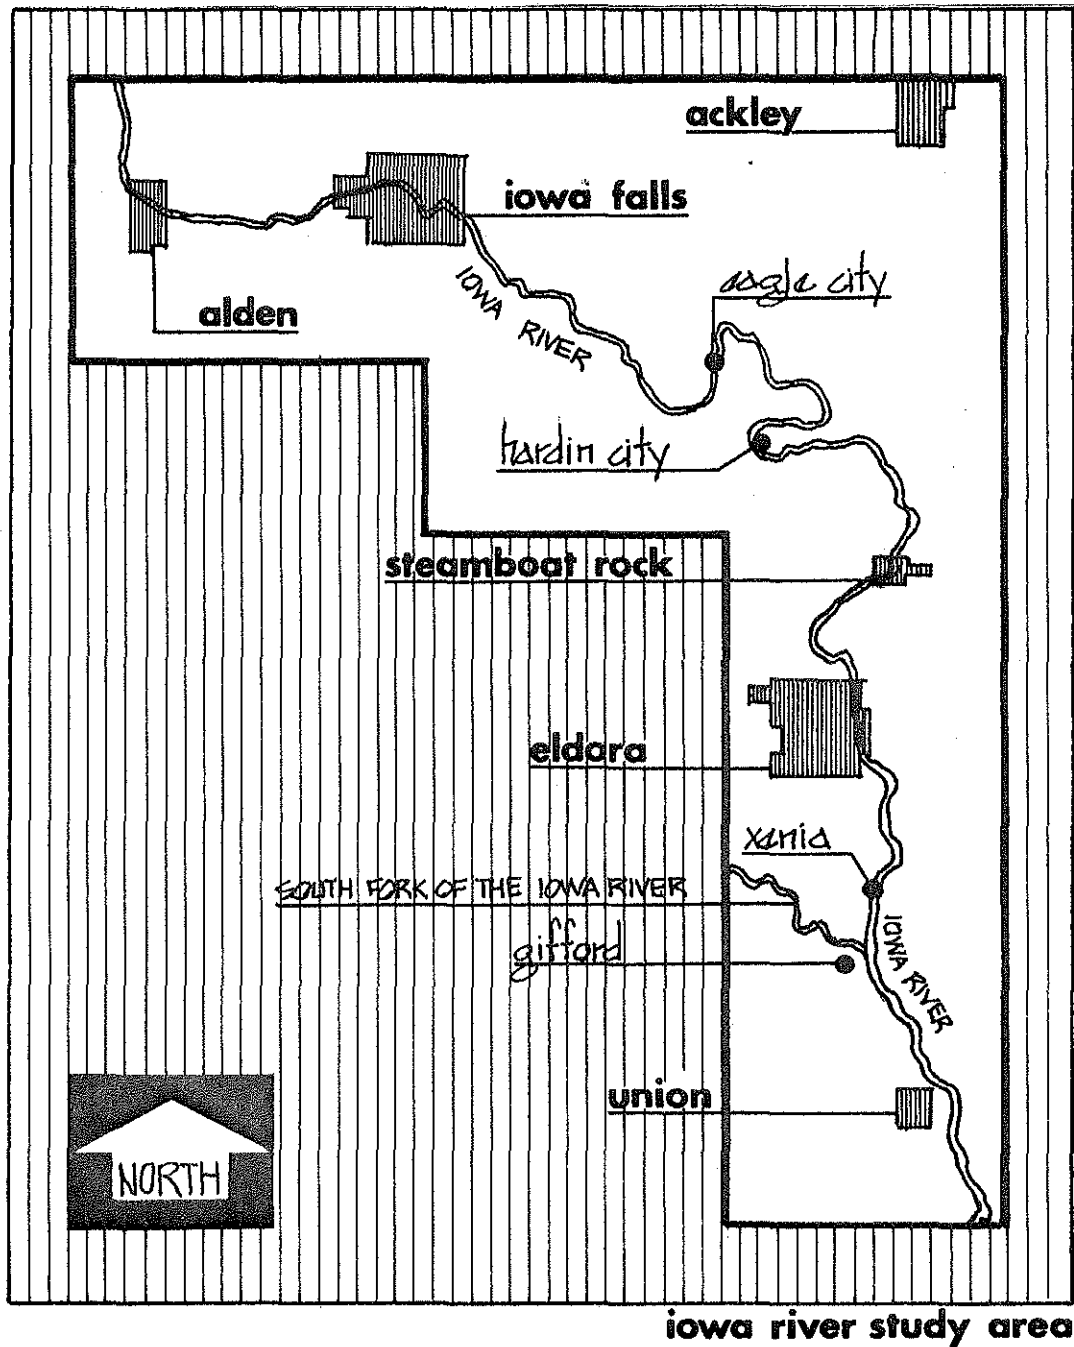 ackley
iowa falls
alden
IOWA RIVER
eagle city
hardin city
steamboat rock
eldora
xenia
SOUTH FORK OF THE IOWA RIVER
gifford
IOWA RIVER
union
NORTH
iowa river study area